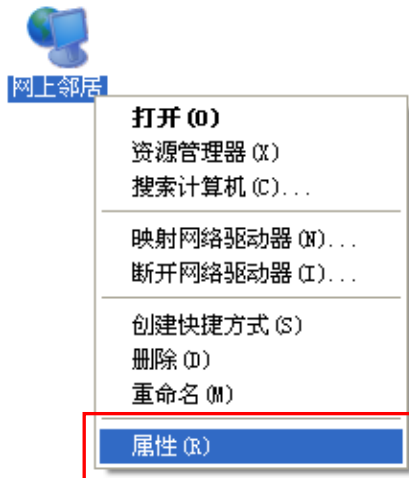 网上邻居
打开(O)
资源管理器(X)
搜索计算机(C)...
映射网络驱动器(N)...
断开网络驱动器(I)...
创建快捷方式(S)
删除(D)
重命名(M)
属性(R)